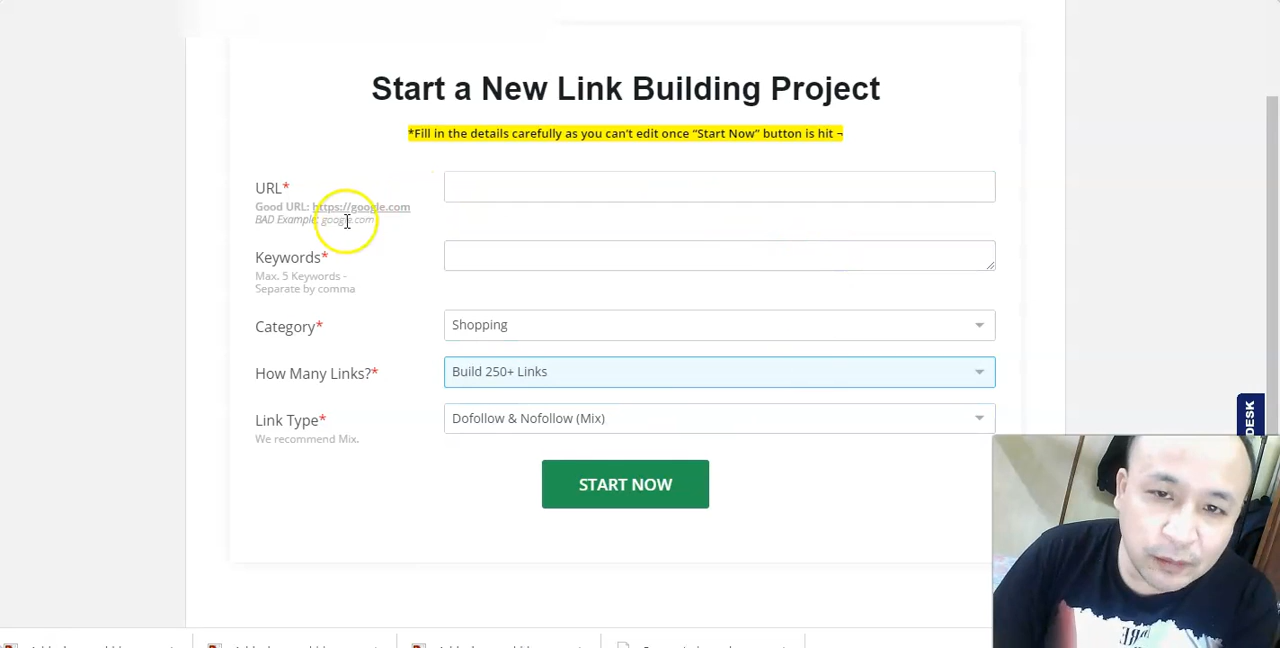 Start a New Link Building Project
*Fill in the details carefully as you can't edit once “Start Now” button is hit ¬
URL*
Good URL: https://google.com
BAD Example: google.com
Keywords*
Max. 5 Keywords -
Separate by comma
Category*
Shopping
How Many Links?*
Build 250+ Links
Link Type*
Dofollow & Nofollow (Mix)
We recommend Mix.
START NOW
DESK